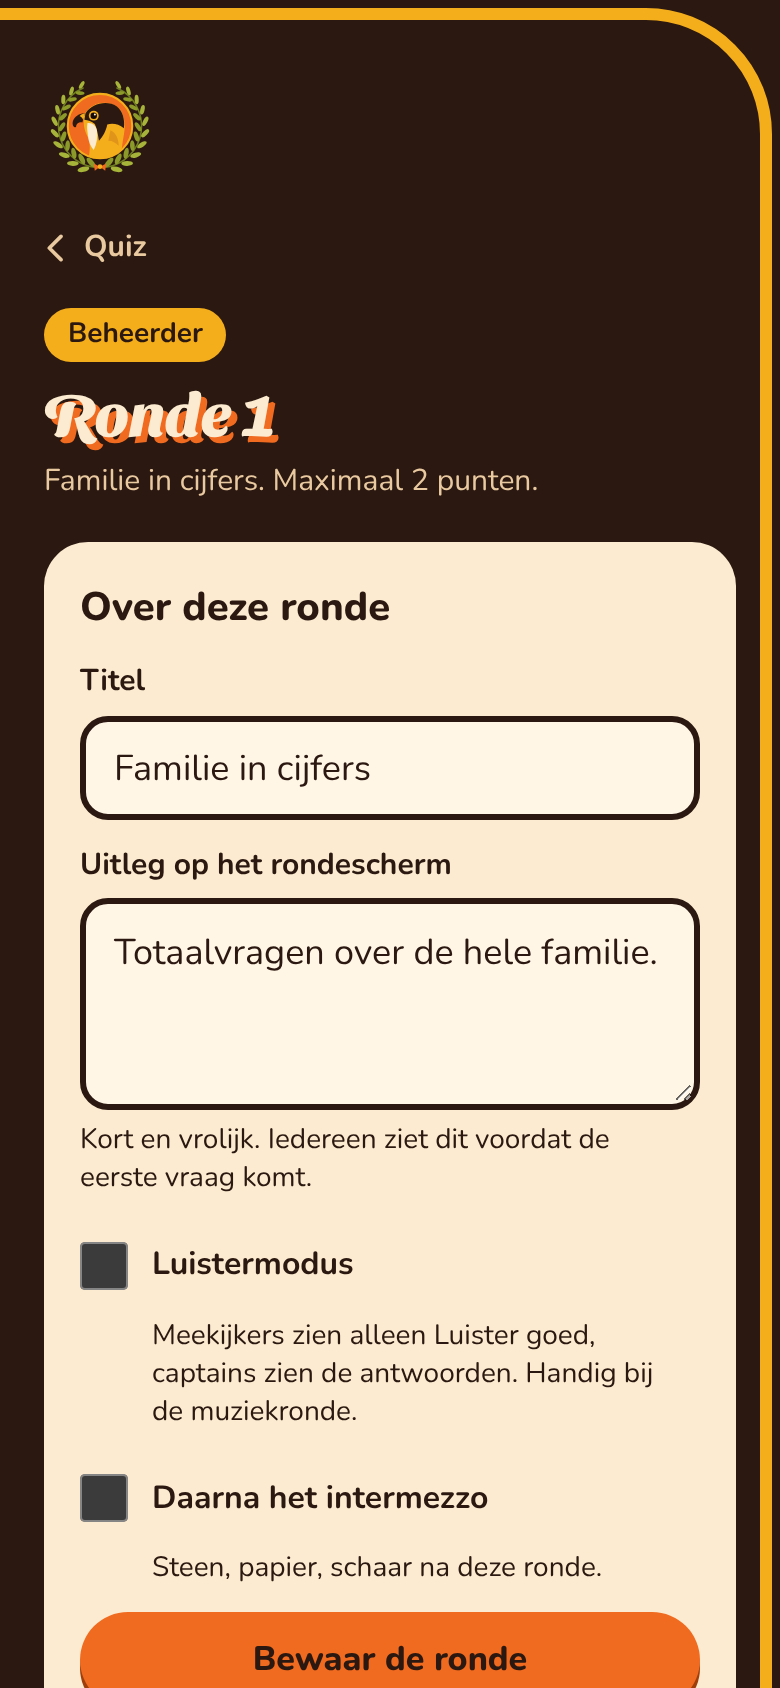 Quiz
Beheerder
Ronde 1
Familie in cijfers. Maximaal 2 punten.
Over deze ronde
Titel
Familie in cijfers
Uitleg op het rondescherm
Totaalvragen over de hele familie.
Kort en vrolijk. Iedereen ziet dit voordat de
eerste vraag komt.
Luistermodus
Meekijkers zien alleen Luister goed,
captains zien de antwoorden. Handig bij
de muziekronde.
Daarna het intermezzo
Steen, papier, schaar na deze ronde.
Bewaar de ronde